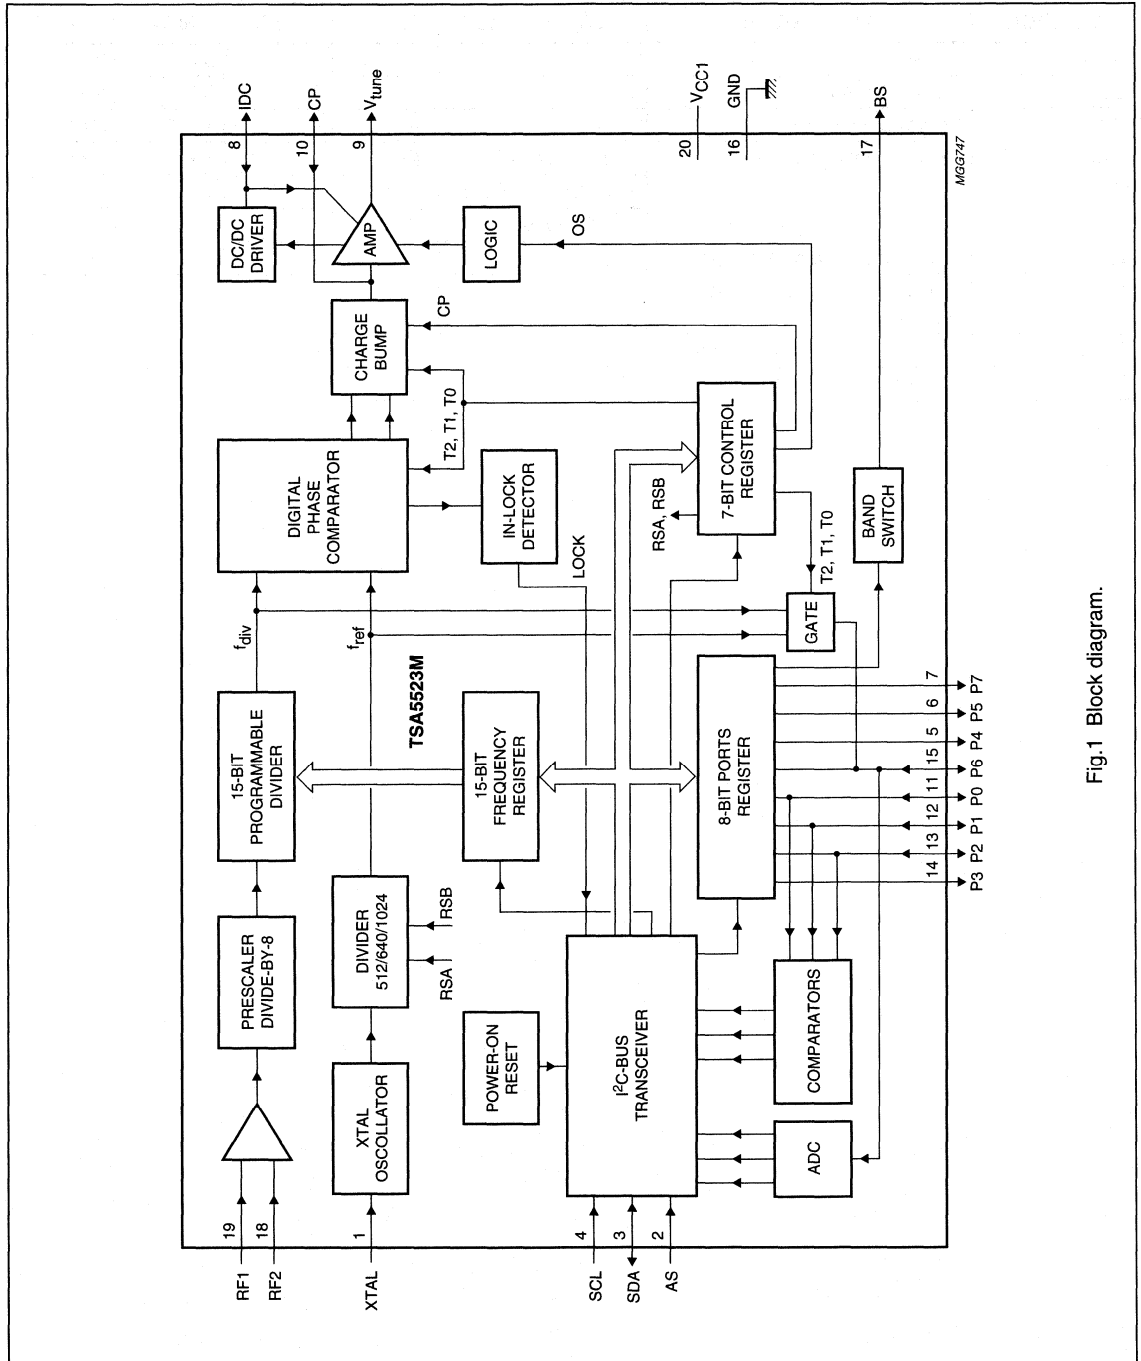 RF1
19
RF2
18
XTAL
1
SCL
4
SDA
3
AS
2
PRESCALER
DIVIDE-BY-8
15-BIT
PROGRAMMABLE
DIVIDER
fdiv
DIGITAL
PHASE
COMPARATOR
CHARGE
BUMP
DC/DC
DRIVER
AMP
8
IDC
10
CP
9
Vtune
XTAL
OSCOLLATOR
DIVIDER
512/640/1024
RSA
RSB
fref
TSA5523M
T2, T1, T0
CP
LOGIC
OS
POWER-ON
RESET
15-BIT
FREQUENCY
REGISTER
IN-LOCK
DETECTOR
LOCK
I2C-BUS
TRANSCEIVER
RSA, RSB
7-BIT CONTROL
REGISTER
20
VCC1
16
GND
8-BIT PORTS
REGISTER
GATE
T2, T1, T0
ADC
COMPARATORS
BAND
SWITCH
17
BS
14
13
12
11
15
5
6
7
P3
P2
P1
P0
P6
P4
P5
P7
MGG747
Fig.1 Block diagram.